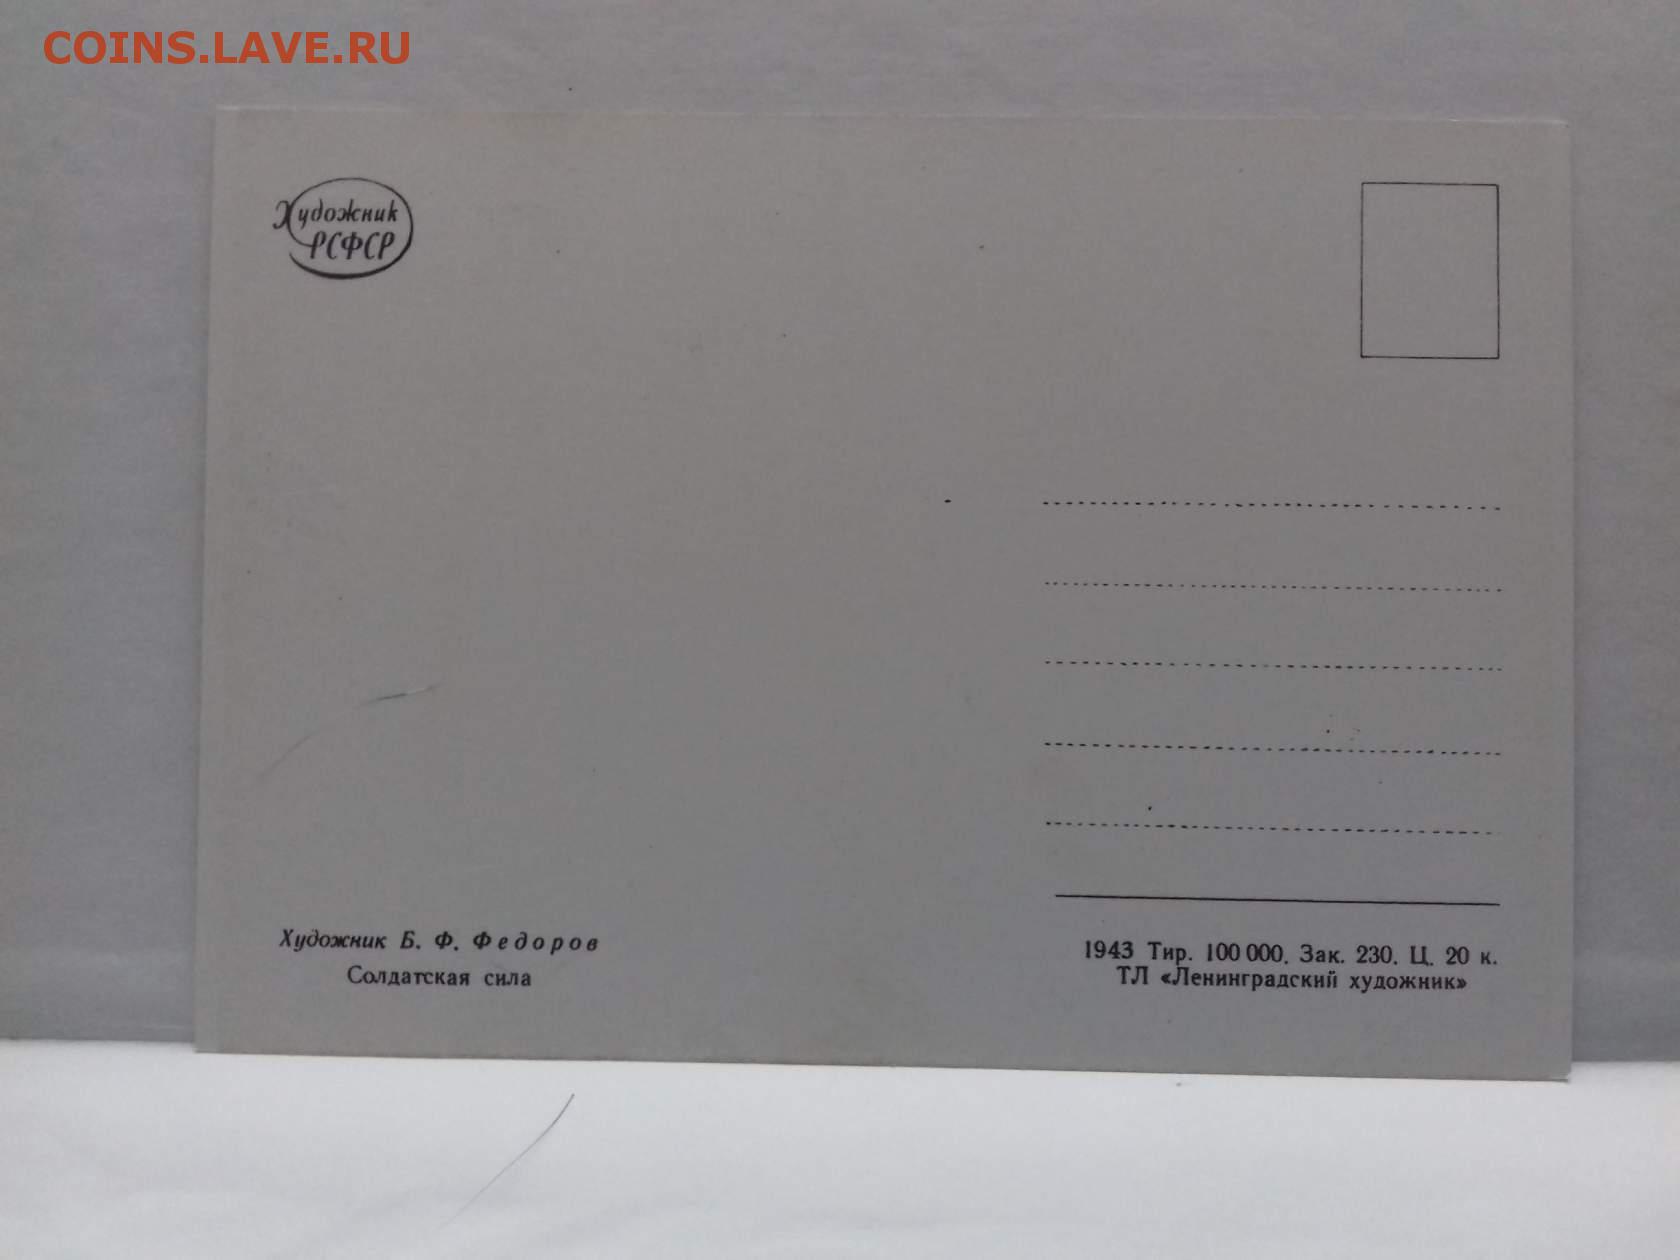 COINS.LAVE.RU
Художник
РСФСР
Художник Б. Ф. Федоров
Солдатская сила
1943 Тир. 100 000. Зак. 230. Ц. 20 к.
ТЛ «Ленинградский художник»